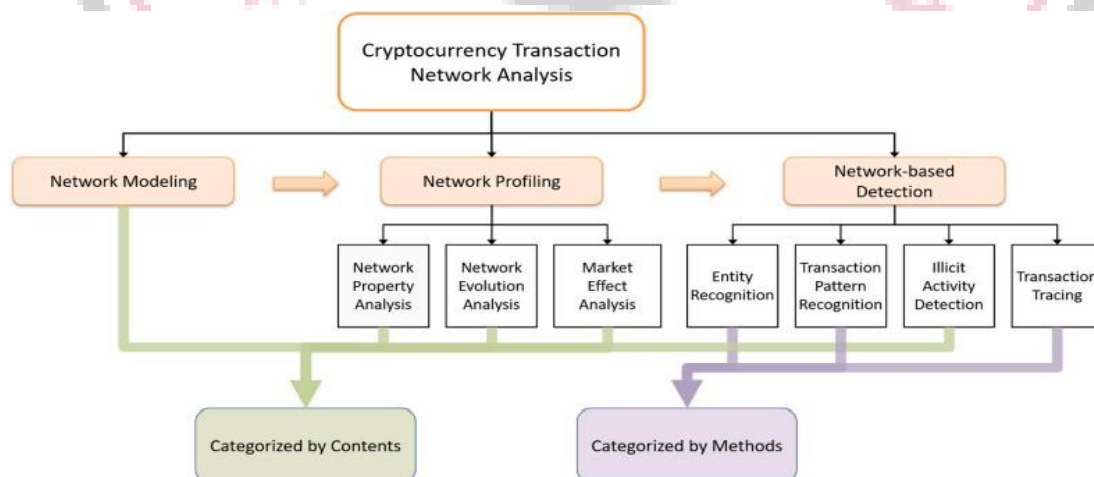 Cryptocurrency Transaction
Network Analysis
Network Modeling
Network Profiling
Network-based
Detection
Network
Property
Analysis
Network
Evolution
Analysis
Market
Effect
Analysis
Entity
Recognition
Transaction
Pattern
Recognition
Illicit
Activity
Detection
Transaction
Tracing
Categorized by Contents
Categorized by Methods